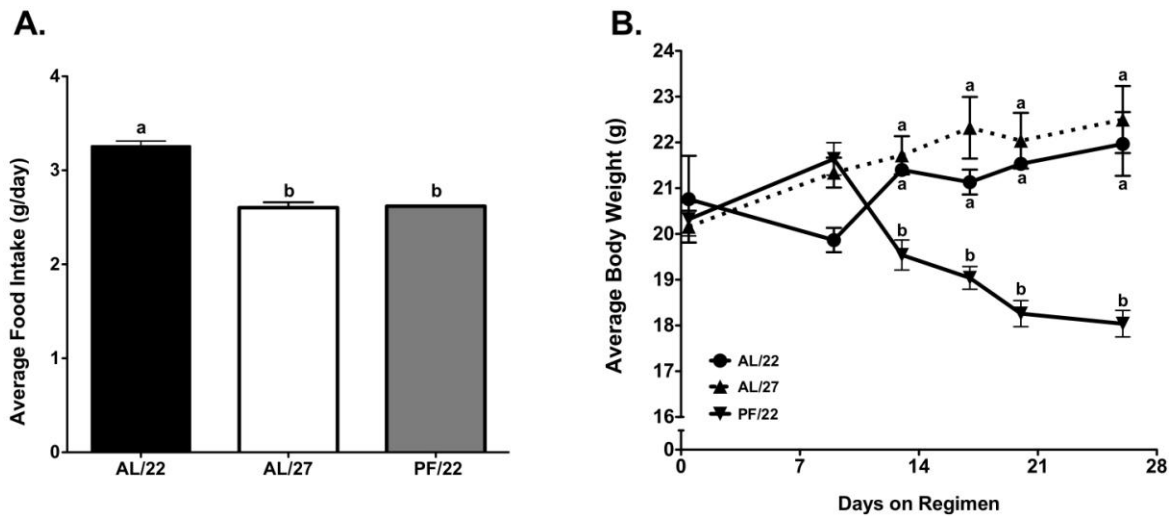 A.
Average Food Intake (g/day)
4
3
2
1
0
a
b
b
AL/22
AL/27
PF/22
B.
Average Body Weight (g)
24
23
22
21
20
19
18
17
16
0
a
a
a
a
a
a
a
a
b
b
b
b
AL/22
AL/27
PF/22
0
7
14
21
28
Days on Regimen